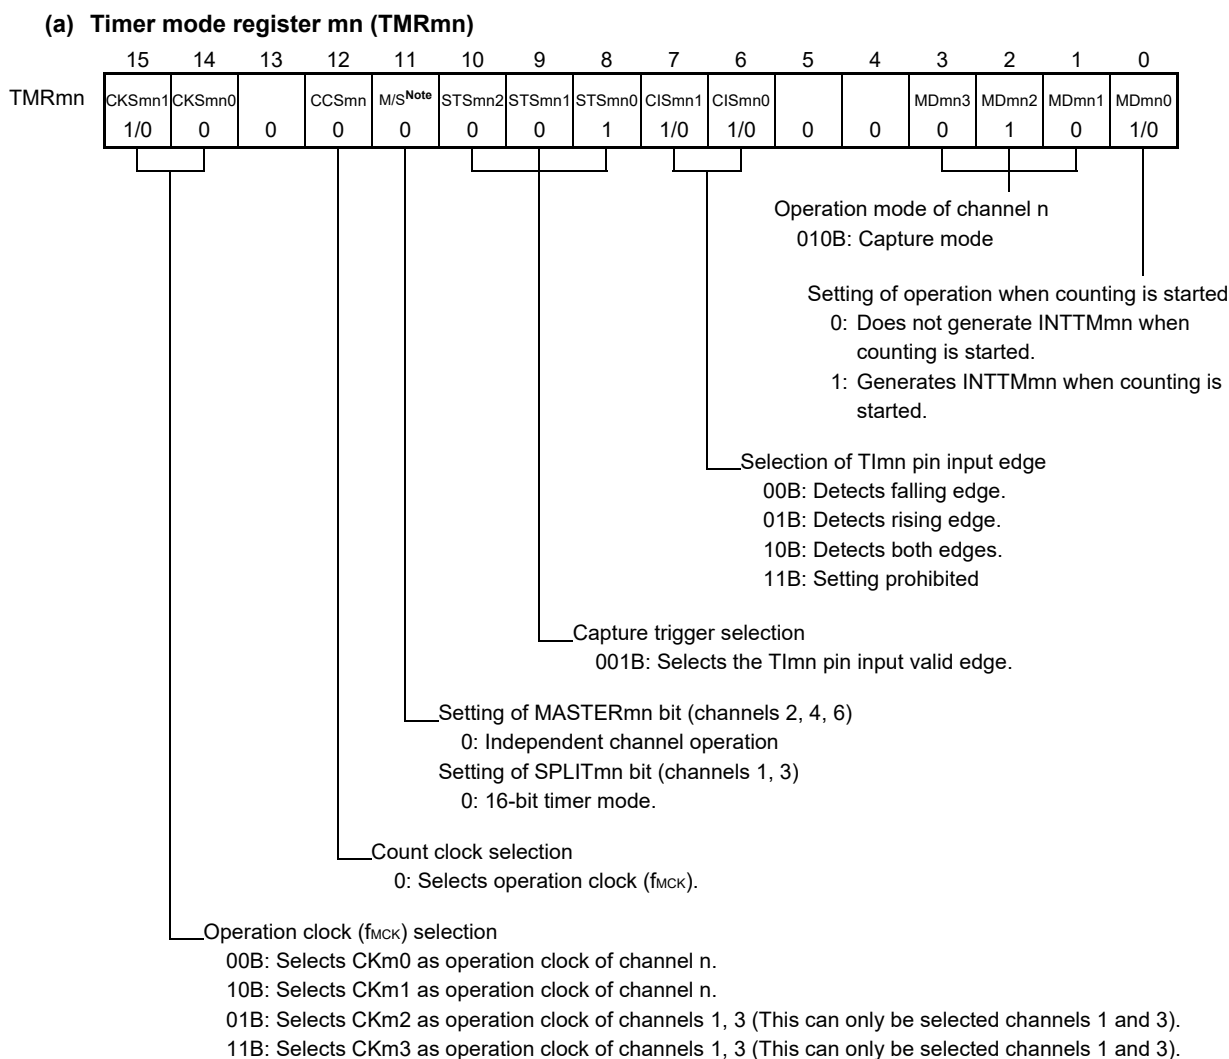 (a) Timer mode register mn (TMRmn)
15 14 13 12 11 10 9 8 7 6 5 4 3 2 1 0
TMRmn CKSmn1 CKSmn0 CCSmn M/SNote STSmn2 STSmn1 STSmn0 CISmn1 CISmn0 MDmn3 MDmn2 MDmn1 MDmn0
1/0 0 0 0 0 0 0 1 1/0 1/0 0 0 0 1 0 1/0
Operation mode of channel n
010B: Capture mode
Setting of operation when counting is started
0: Does not generate INTTMmn when
counting is started.
1: Generates INTTMmn when counting is
started.
Selection of TImn pin input edge
00B: Detects falling edge.
01B: Detects rising edge.
10B: Detects both edges.
11B: Setting prohibited
Capture trigger selection
001B: Selects the TImn pin input valid edge.
Setting of MASTERmn bit (channels 2, 4, 6)
0: Independent channel operation
Setting of SPLITmn bit (channels 1, 3)
0: 16-bit timer mode.
Count clock selection
0: Selects operation clock (fMCK).
Operation clock (fMCK) selection
00B: Selects CKm0 as operation clock of channel n.
10B: Selects CKm1 as operation clock of channel n.
01B: Selects CKm2 as operation clock of channels 1, 3 (This can only be selected channels 1 and 3).
11B: Selects CKm3 as operation clock of channels 1, 3 (This can only be selected channels 1 and 3).